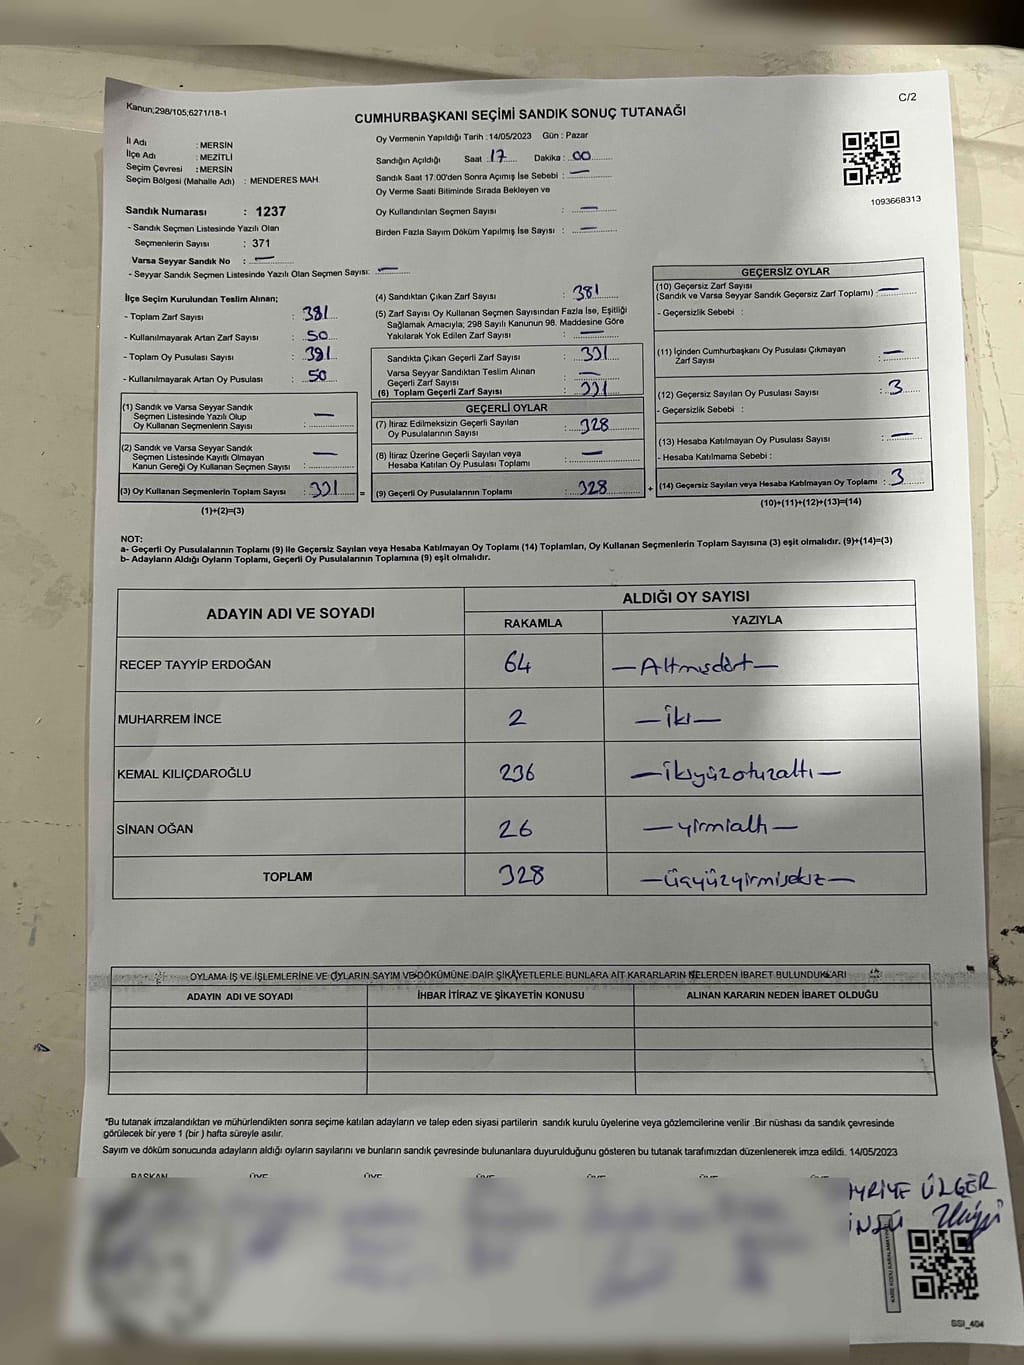 Kanun;298/105;6271/18-1
C/2
CUMHURBAŞKANI SEÇİMİ SANDIK SONUÇ TUTANAĞI
İl Adı : MERSİN
İlçe Adı : MEZİTLİ
Seçim Çevresi : MERSİN
Seçim Bölgesi (Mahalle Adı) : MENDERES MAH.
Oy Vermenin Yapıldığı Tarih : 14/05/2023 Gün : Pazar
Sandığın Açıldığı Saat : 17 Dakika : 00
Sandık Saat 17.00'den Sonra Açımış İse Sebebi : —
Oy Verme Saati Bitiminde Sırada Bekleyen ve
Oy Kullandırılan Seçmen Sayısı : —
Birden Fazla Sayım Döküm Yapılmış İse Sayısı : —
1093668313
Sandık Numarası : 1237
- Sandık Seçmen Listesinde Yazılı Olan
Seçmenlerin Sayısı : 371
Varsa Seyyar Sandık No : —
- Seyyar Sandık Seçmen Listesinde Yazılı Olan Seçmen Sayısı: —
İlçe Seçim Kurulundan Teslim Alınan;
- Toplam Zarf Sayısı : 381
- Kullanılmayarak Artan Zarf Sayısı : 50
- Toplam Oy Pusulası Sayısı : 381
- Kullanılmayarak Artan Oy Pusulası : 50
(1) Sandık ve Varsa Seyyar Sandık
Seçmen Listesinde Yazılı Olup
Oy Kullanan Seçmenlerin Sayısı : —
(2) Sandık ve Varsa Seyyar Sandık
Seçmen Listesinde Kayıtlı Olmayan
Kanun Gereği Oy Kullanan Seçmen Sayısı : —
(3) Oy Kullanan Seçmenlerin Toplam Sayısı : 331 =
(1)+(2)=(3)
(4) Sandıktan Çıkan Zarf Sayısı : 381
(5) Zarf Sayısı Oy Kullanan Seçmen Sayısından Fazla İse, Eşitliği
Sağlamak Amacıyla; 298 Sayılı Kanunun 98. Maddesine Göre
Yakılarak Yok Edilen Zarf Sayısı : —
Sandıkta Çıkan Geçerli Zarf Sayısı : 331
Varsa Seyyar Sandıktan Teslim Alınan
Geçerli Zarf Sayısı : —
(6) Toplam Geçerli Zarf Sayısı : 331
GEÇERLİ OYLAR
(7) İtiraz Edilmeksizin Geçerli Sayılan
Oy Pusulalarının Sayısı : 328
(8) İtiraz Üzerine Geçerli Sayılan veya
Hesaba Katılan Oy Pusulası Toplamı : —
(9) Geçerli Oy Pusulalarının Toplamı : 328 +
GEÇERSİZ OYLAR
(10) Geçersiz Zarf Sayısı
(Sandık ve Varsa Seyyar Sandık Geçersiz Zarf Toplamı) : —
- Geçersizlik Sebebi :
(11) İçinden Cumhurbaşkanı Oy Pusulası Çıkmayan
Zarf Sayısı : —
(12) Geçersiz Sayılan Oy Pusulası Sayısı : 3
- Geçersizlik Sebebi :
(13) Hesaba Katılmayan Oy Pusulası Sayısı : —
- Hesaba Katılmama Sebebi :
(14) Geçersiz Sayılan veya Hesaba Katılmayan Oy Toplamı : 3
(10)+(11)+(12)+(13)=(14)
NOT:
a- Geçerli Oy Pusulalarının Toplamı (9) ile Geçersiz Sayılan veya Hesaba Katılmayan Oy Toplamı (14) Toplamları, Oy Kullanan Seçmenlerin Toplam Sayısına (3) eşit olmalıdır. (9)+(14)=(3)
b- Adayların Aldığı Oyların Toplamı, Geçerli Oy Pusulalarının Toplamına (9) eşit olmalıdır.
ADAYIN ADI VE SOYADI ALDIĞI OY SAYISI
RAKAMLA YAZIYLA
RECEP TAYYİP ERDOĞAN 64 —Altmışdört—
MUHARREM İNCE 2 —İki—
KEMAL KILIÇDAROĞLU 236 —İkiyüzotuzaltı—
SİNAN OĞAN 26 —yirmialtı—
TOPLAM 328 —üçyüzyirmisekiz—
OYLAMA İŞ VE İŞLEMLERİNE VE OYLARIN SAYIM VE DÖKÜMÜNE DAİR ŞİKAYETLERLE BUNLARA AİT KARARLARIN NELERDEN İBARET BULUNDUKLARI
ADAYIN ADI VE SOYADI İHBAR İTİRAZ VE ŞİKAYETİN KONUSU ALINAN KARARIN NEDEN İBARET OLDUĞU
*Bu tutanak imzalandıktan ve mühürlendikten sonra seçime katılan adayların ve talep eden siyasi partilerin sandık kurulu üyelerine veya gözlemcilerine verilir .Bir nüshası da sandık çevresinde
görülecek bir yere 1 (bir ) hafta süreyle asılır.
Sayım ve döküm sonucunda adayların aldığı oyların sayılarını ve bunların sandık çevresinde bulunanlara duyurulduğunu gösteren bu tutanak tarafımızdan düzenlenerek imza edildi. 14/05/2023
BAŞKAN ÜYE ÜYE ÜYE ÜYE ÜYE
ÜLGER
SSI_404